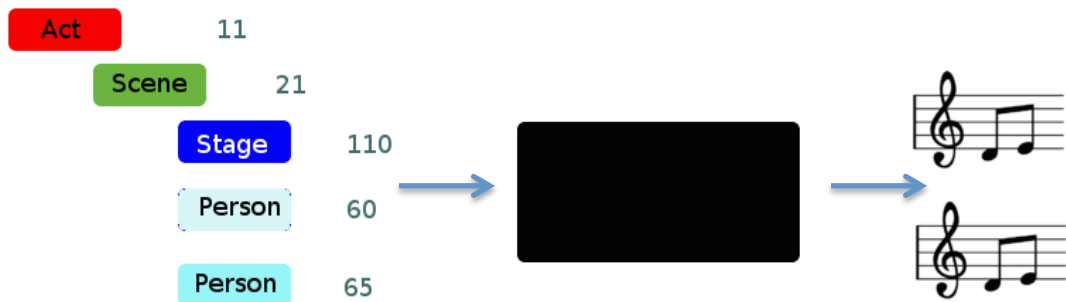 Act 11
Scene 21
Stage 110
Person 60
Person 65